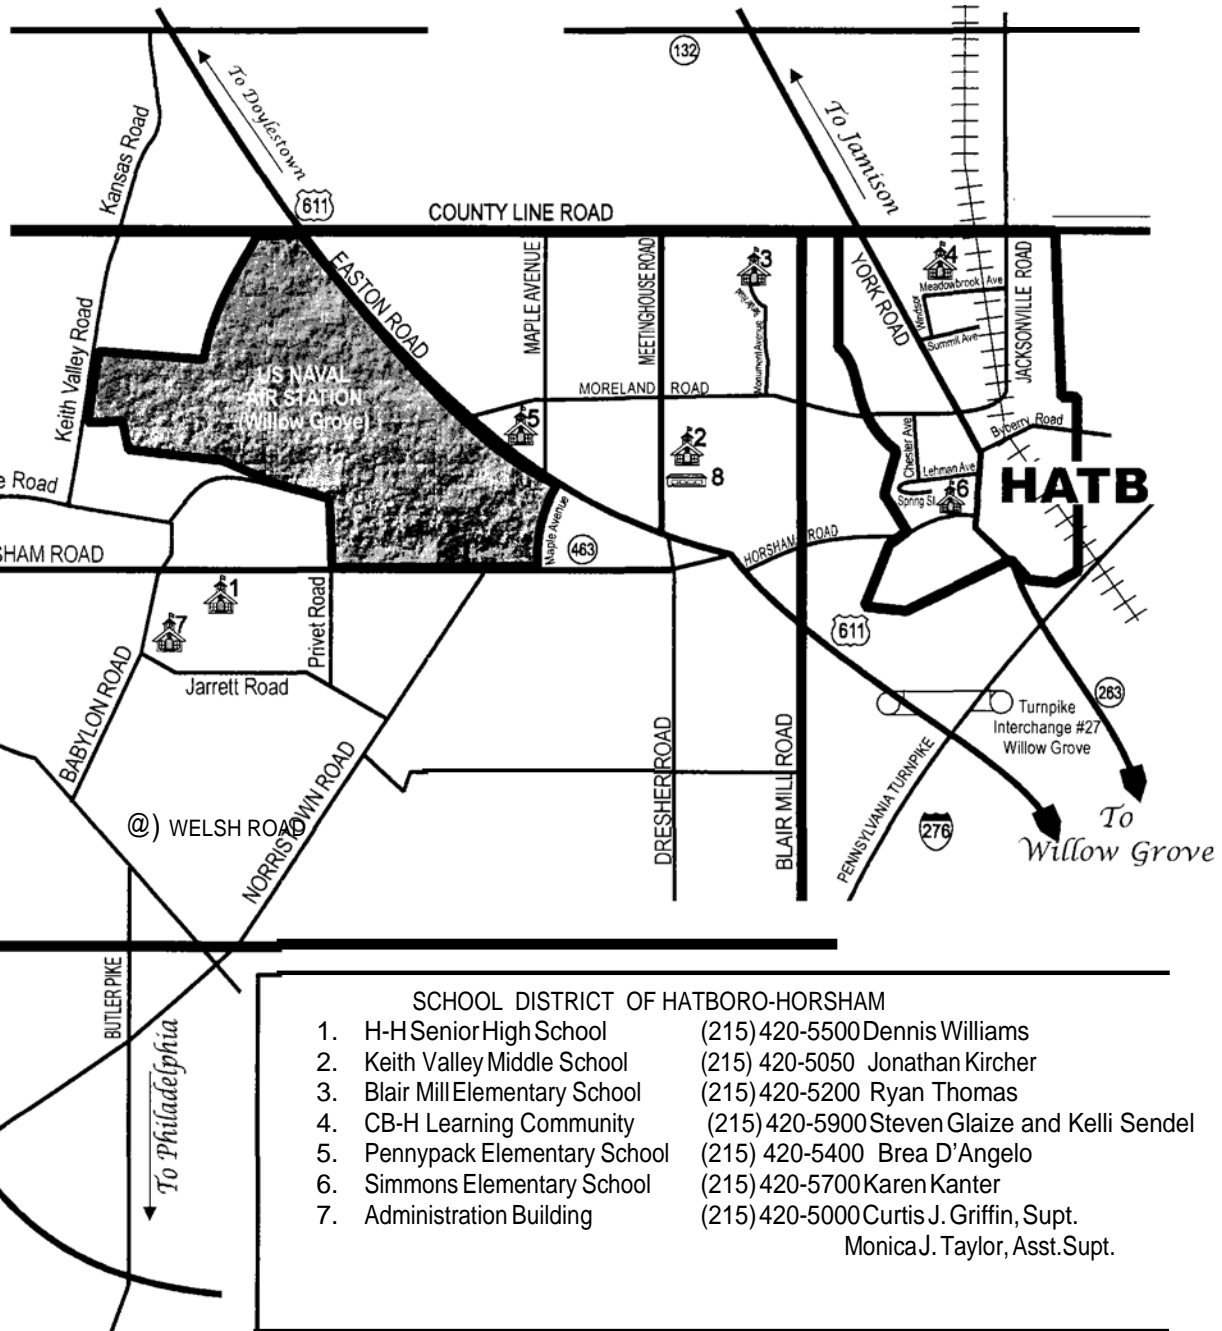 132
To Doylestown
To Jamison
Kansas Road
611
COUNTY LINE ROAD
EASTON ROAD
MAPLE AVENUE
MEETINGHOUSE ROAD
3
YORK ROAD
4
Meadowbrook Ave
Windsor
Summit Ave
JACKSONVILLE ROAD
Keith Valley Road
US NAVAL
AIR STATION
(Willow Grove)
Monument Avenue
MORELAND ROAD
5
2
8
Chester Ave
Byberry Road
Lehman Ave
Spring St.
6
HATB
e Road
SHAM ROAD
Maple Avenue
463
HORSHAM ROAD
1
7
Privet Road
611
Jarrett Road
BABYLON ROAD
263
Turnpike
Interchange #27
Willow Grove
NORRISTOWN ROAD
DRESHER ROAD
BLAIR MILL ROAD
PENNSYLVANIA TURNPIKE
@) WELSH ROAD
276
To
Willow Grove
BUTLER PIKE
To Philadelphia
SCHOOL DISTRICT OF HATBORO-HORSHAM
1. H-H Senior High School (215) 420-5500 Dennis Williams
2. Keith Valley Middle School (215) 420-5050 Jonathan Kircher
3. Blair Mill Elementary School (215) 420-5200 Ryan Thomas
4. CB-H Learning Community (215) 420-5900 Steven Glaize and Kelli Sendel
5. Pennypack Elementary School (215) 420-5400 Brea D'Angelo
6. Simmons Elementary School (215) 420-5700 Karen Kanter
7. Administration Building (215) 420-5000 Curtis J. Griffin, Supt.
Monica J. Taylor, Asst.Supt.